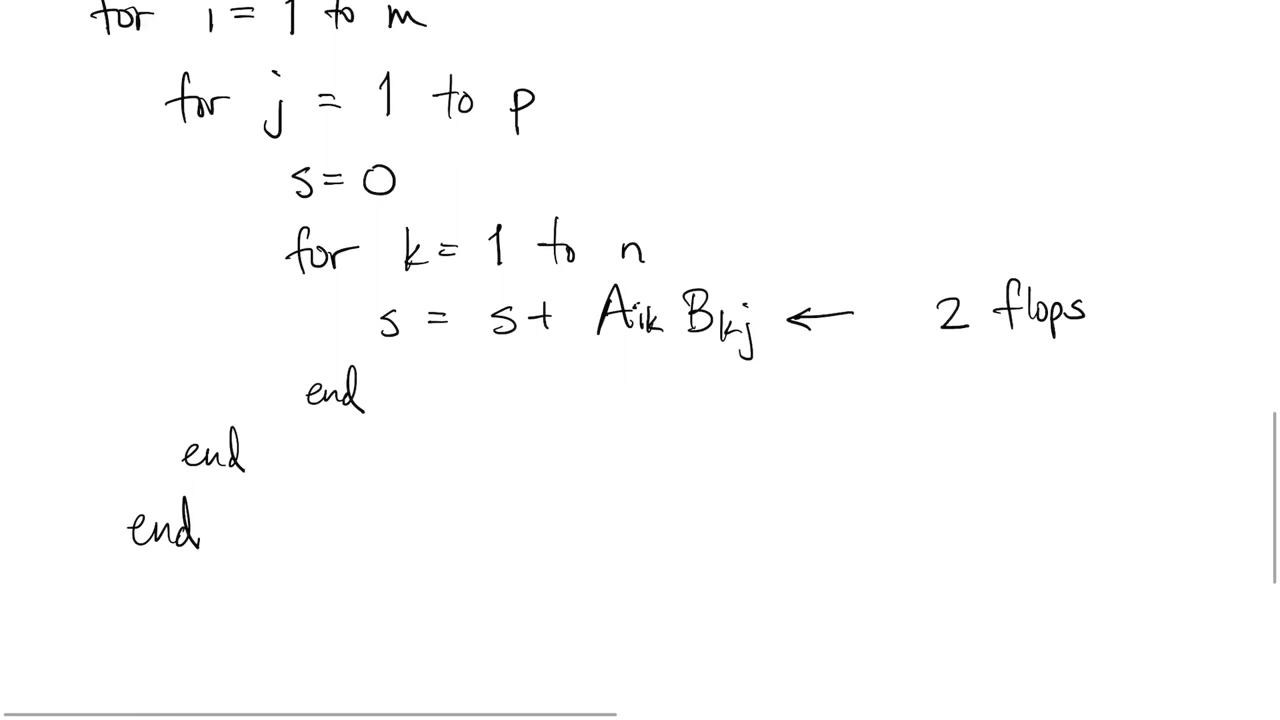 for i = 1 to m
for j = 1 to p
s = 0
for k = 1 to n
s = s + Aik Bkj ← 2 flops
end
end
end